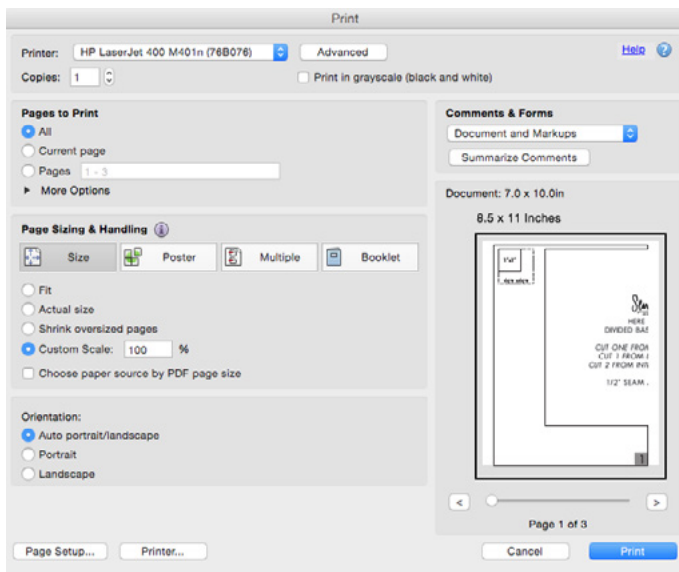 Print
Printer: HP LaserJet 400 M401n (76B076) Advanced Help
Copies: 1 Print in grayscale (black and white)
Pages to Print
All
Current page
Pages 1 - 3
More Options
Page Sizing & Handling
Size Poster Multiple Booklet
Fit
Actual size
Shrink oversized pages
Custom Scale: 100 %
Choose paper source by PDF page size
Orientation:
Auto portrait/landscape
Portrait
Landscape
Comments & Forms
Document and Markups
Summarize Comments
Document: 7.0 x 10.0in
8.5 x 11 Inches
HERE
DIVIDED BAS
CUT ONE FROM
CUT 1 FROM
CUT 2 FROM
1/2" SEAM
1
< >
Page 1 of 3
Page Setup... Printer... Cancel Print